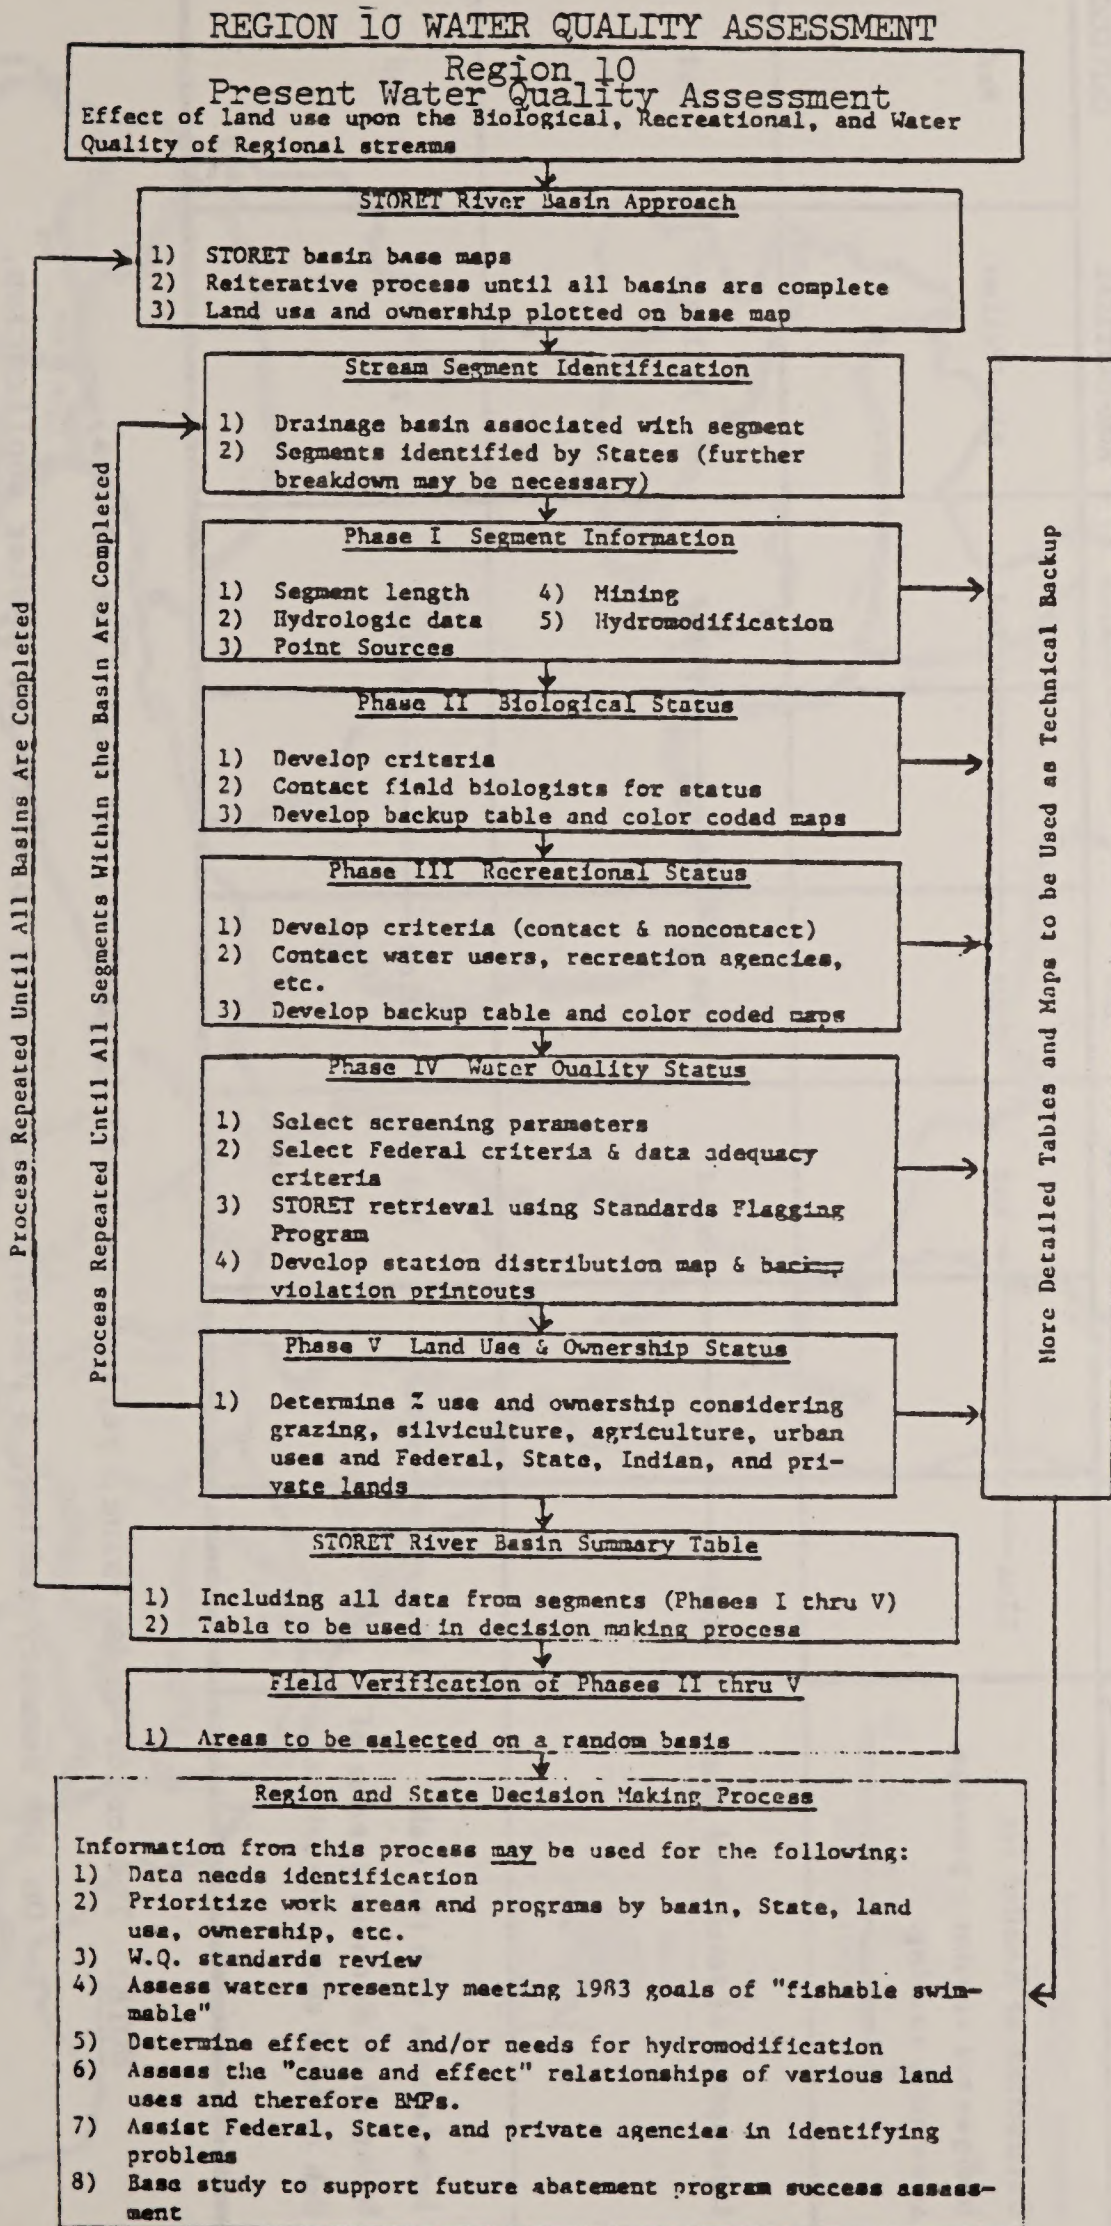 REGION 10 WATER QUALITY ASSESSMENT
Region 10
Present Water Quality Assessment
Effect of land use upon the Biological, Recreational, and Water
Quality of Regional streams
STORET River Basin Approach
1) STORET basin base maps
2) Reiterative process until all basins are complete
3) Land use and ownership plotted on base map
Stream Segment Identification
1) Drainage basin associated with segment
2) Segments identified by States (further
breakdown may be necessary)
Phase I Segment Information
1) Segment length 4) Mining
2) Hydrologic data 5) Hydromodification
3) Point Sources
Phase II Biological Status
1) Develop criteria
2) Contact field biologists for status
3) Develop backup table and color coded maps
Phase III Recreational Status
1) Develop criteria (contact & noncontact)
2) Contact water users, recreation agencies,
etc.
3) Develop backup table and color coded maps
Phase IV Water Quality Status
1) Select screening parameters
2) Select Federal criteria & data adequacy
criteria
3) STORET retrieval using Standards Flagging
Program
4) Develop station distribution map & backup
violation printouts
Phase V Land Use & Ownership Status
1) Determine % use and ownership considering
grazing, silviculture, agriculture, urban
uses and Federal, State, Indian, and pri-
vate lands
STORET River Basin Summary Table
1) Including all data from segments (Phases I thru V)
2) Table to be used in decision making process
Field Verification of Phases II thru V
1) Areas to be selected on a random basis
Region and State Decision Making Process
Information from this process may be used for the following:
1) Data needs identification
2) Prioritize work areas and programs by basin, State, land
use, ownership, etc.
3) W.Q. standards review
4) Assess waters presently meeting 1983 goals of "fishable swim-
mable"
5) Determine effect of and/or needs for hydromodification
6) Assess the "cause and effect" relationships of various land
uses and therefore BMPs.
7) Assist Federal, State, and private agencies in identifying
problems
8) Base study to support future abatement program success assess-
ment
Process Repeated Until All Basins Are Completed
Process Repeated Until All Segments Within the Basin Are Completed
More Detailed Tables and Maps to be Used as Technical Backup